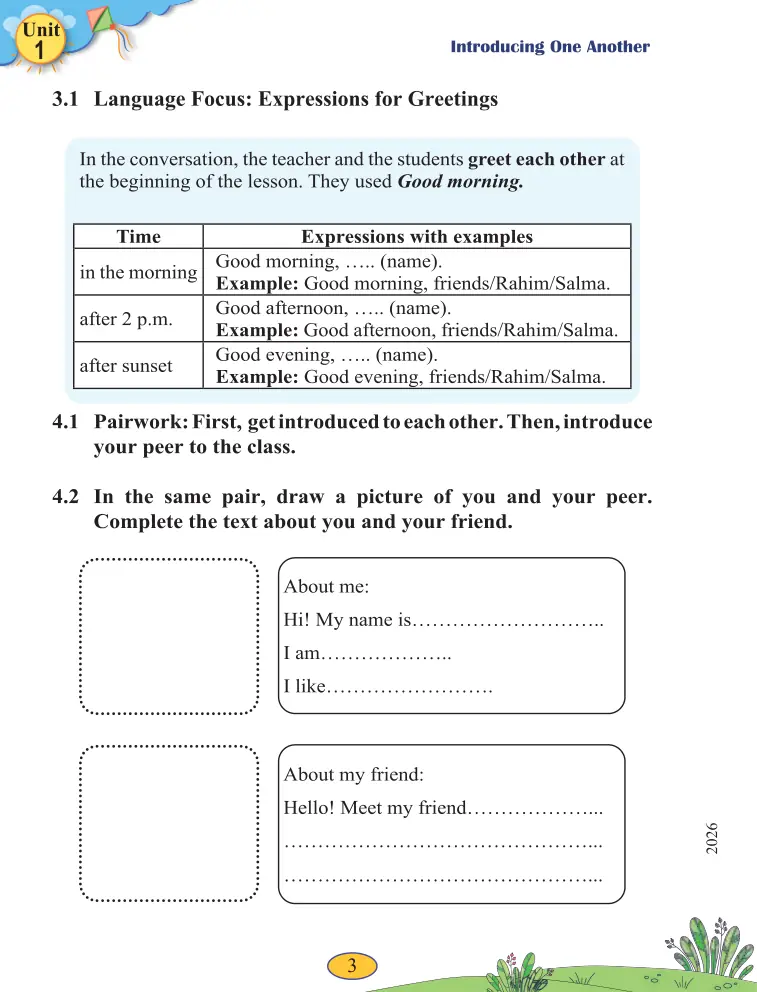 Unit
1
Introducing One Another
3.1 Language Focus: Expressions for Greetings
In the conversation, the teacher and the students greet each other at
the beginning of the lesson. They used Good morning.
Time Expressions with examples
in the morning
Good morning, ….. (name).
Example: Good morning, friends/Rahim/Salma.
after 2 p.m.
Good afternoon, ….. (name).
Example: Good afternoon, friends/Rahim/Salma.
after sunset
Good evening, ….. (name).
Example: Good evening, friends/Rahim/Salma.
4.1 Pairwork: First, get introduced to each other. Then, introduce
your peer to the class.
4.2 In the same pair, draw a picture of you and your peer.
Complete the text about you and your friend.
About me:
Hi! My name is………………………..
I am………………..
I like…………………….
About my friend:
Hello! Meet my friend………………...
………………………………………...
………………………………………...
2026
3